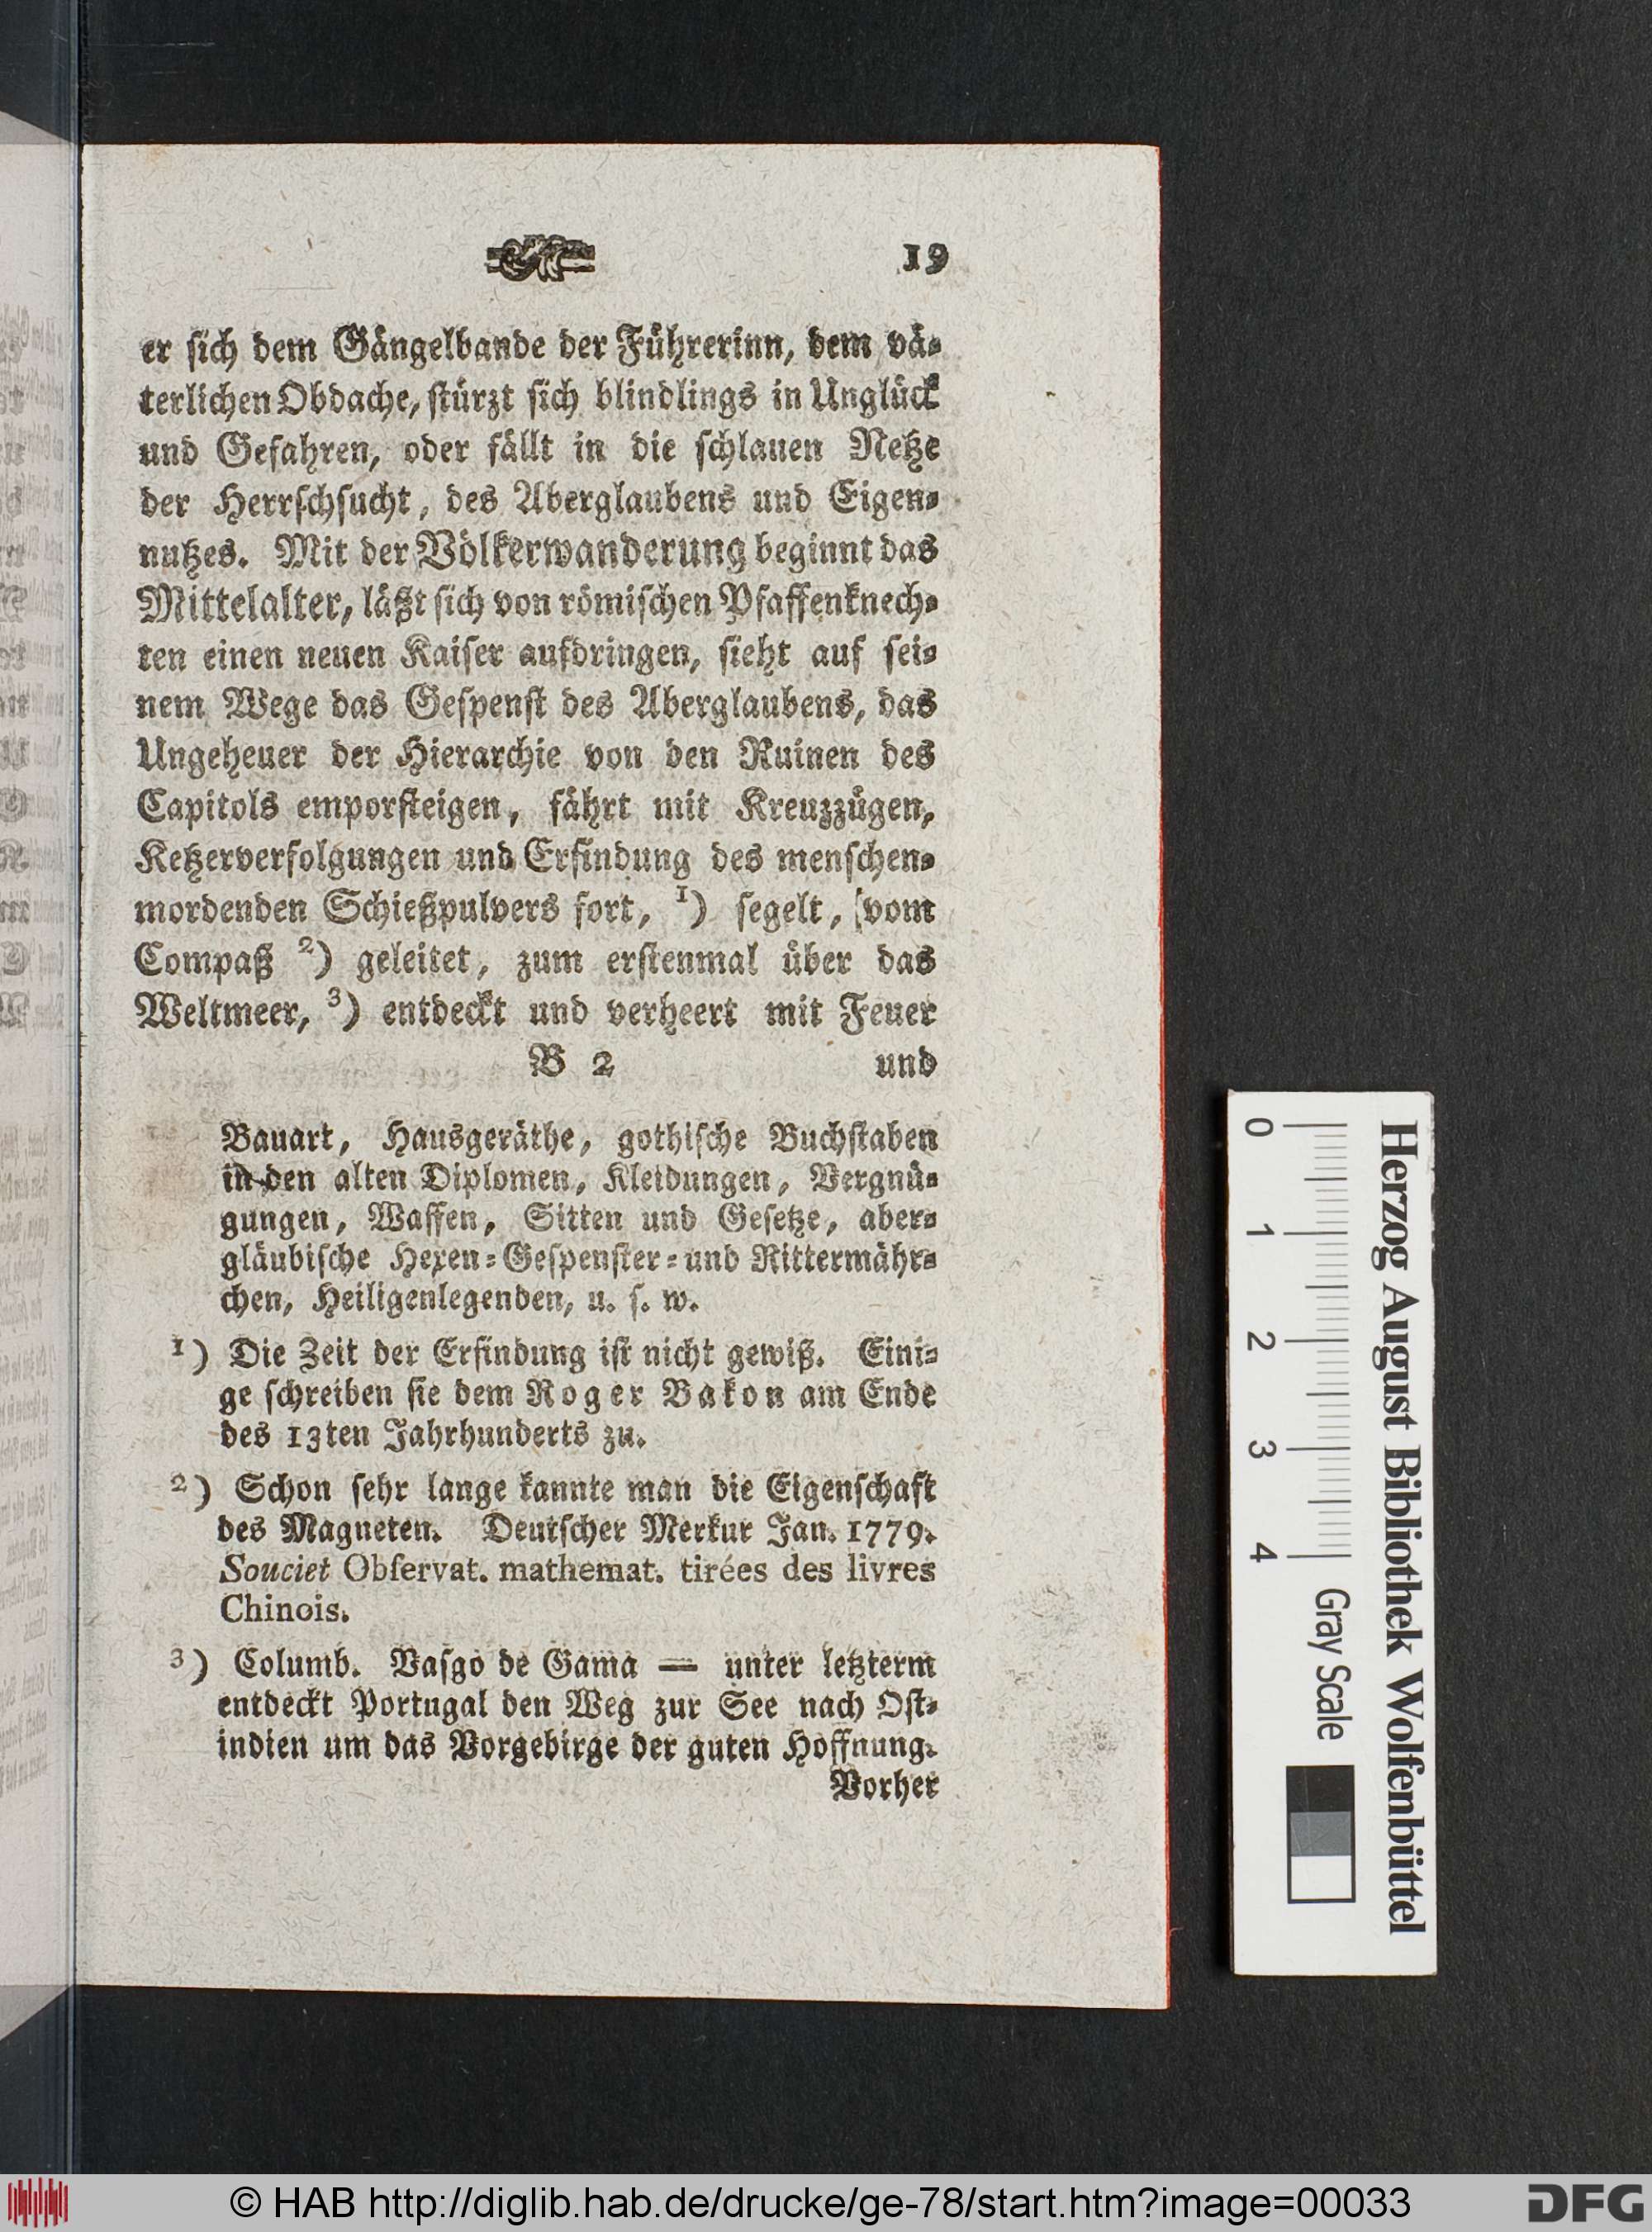 19
er sich dem Gängelbande der Führerinn, dem vä-
terlichen Obdache, stürzt sich blindlings in Unglück
und Gefahren, oder fällt in die schlauen Netze
der Herrschsucht, des Aberglaubens und Eigen-
nutzes. Mit der Völkerwanderung beginnt das
Mittelalter, läßt sich von römischen Pfaffenknech-
ten einen neuen Kaiser aufdringen, sieht auf sei-
nem Wege das Gespenst des Aberglaubens, das
Ungeheuer der Hierarchie von den Ruinen des
Capitols emporsteigen, fährt mit Kreuzzügen,
Ketzerverfolgungen und Erfindung des menschen-
mordenden Schießpulvers fort, ¹) segelt, vom
Compaß ²) geleitet, zum erstenmal über das
Weltmeer, ³) entdeckt und verheert mit Feuer
B 2 und
Bauart, Hausgeräthe, gothische Buchstaben
in den alten Diplomen, Kleidungen, Vergnü-
gungen, Waffen, Sitten und Gesetze, aber-
gläubische Hexen- Gespenster- und Rittermähr-
chen, Heiligenlegenden, u. s. w.
¹) Die Zeit der Erfindung ist nicht gewiß. Eini-
ge schreiben sie dem Roger Bakon am Ende
des 13ten Jahrhunderts zu.
²) Schon sehr lange kannte man die Eigenschaft
des Magneten. Deutscher Merkur Jan. 1779.
Souciet Obſervat. mathemat. tirées des livres
Chinois.
³) Columb. Vasgo de Gama — unter letzterm
entdeckt Portugal den Weg zur See nach Ost-
indien um das Vorgebirge der guten Hoffnung.
Vorher
Herzog August Bibliothek Wolfenbüttel
0 1 2 3 4 Gray Scale
© HAB http://diglib.hab.de/drucke/ge-78/start.htm?image=00033
DFG